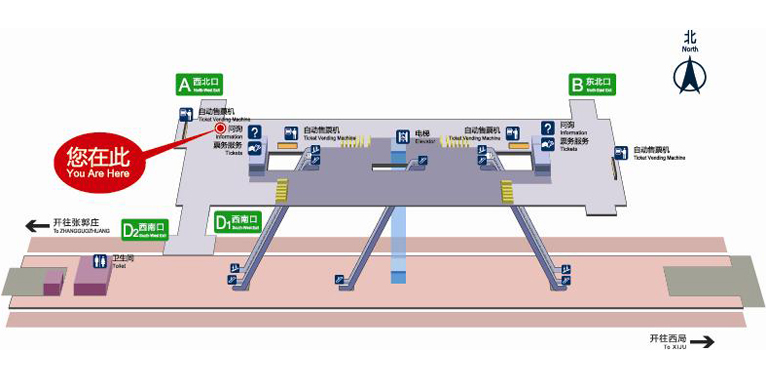 北
North
A 西北口
North West Exit
B 东北口
North East Exit
自动售票机
Ticket Vending Machine
问询
Information
票务服务
Tickets
自动售票机
Ticket Vending Machine
电梯
Elevator
自动售票机
Ticket Vending Machine
问询
Information
票务服务
Tickets
自动售票机
Ticket Vending Machine
您在此
You Are Here
D1 西南口
South West Exit
D2 西南口
South West Exit
开往张郭庄
To ZHANGGUOZHUANG
卫生间
Toilet
开往西局
To XIJU